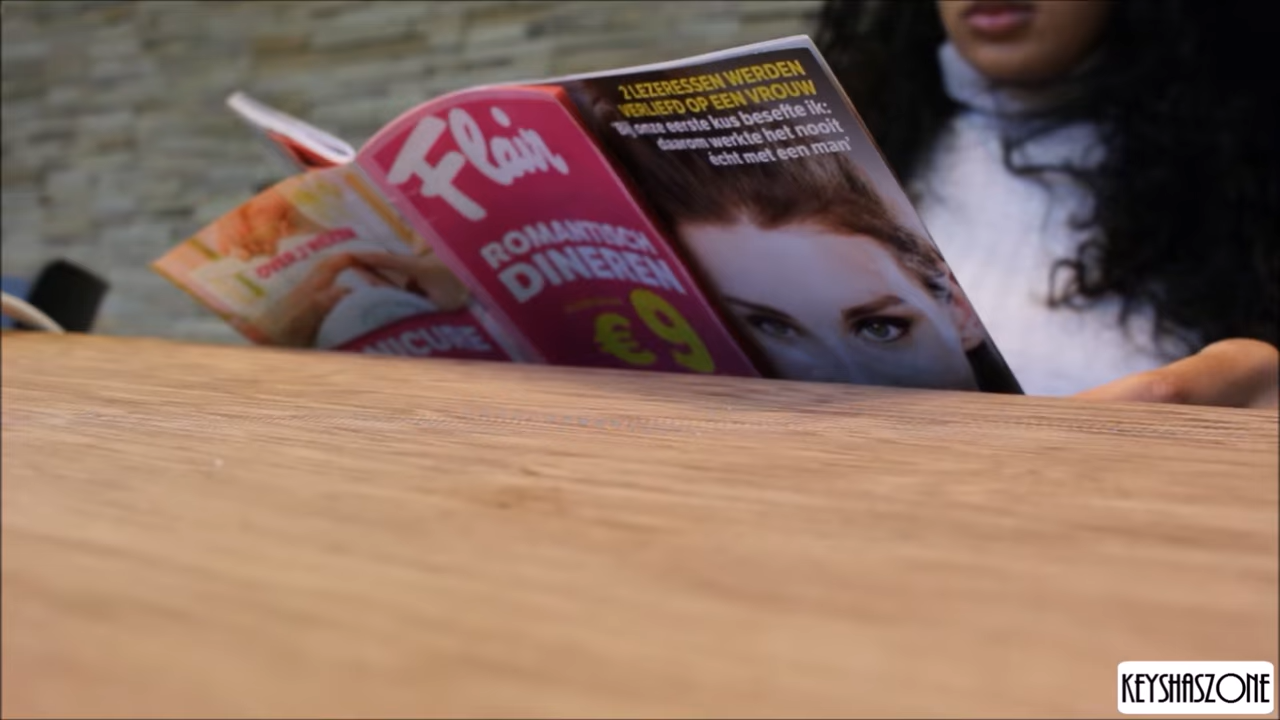 Flair
ROMANTISCH
DINEREN
€9
2 LEZERESSEN WERDEN
VERLIEFD OP EEN VROUW
'Bij onze eerste kus besefte ik:
daarom werkte het nooit
ècht met een man'
KEYSHASZONE